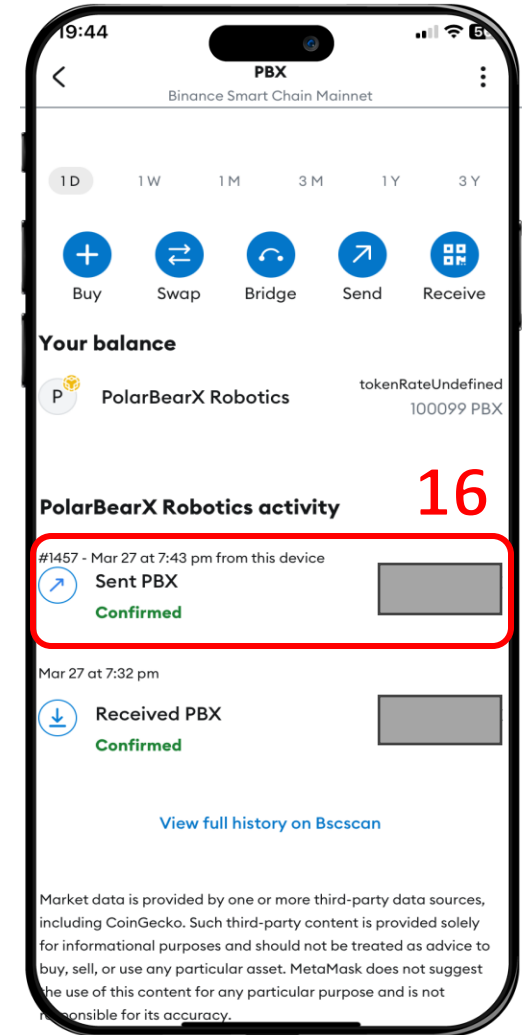 19:44
PBX
Binance Smart Chain Mainnet
1D 1W 1M 3M 1Y 3Y
Buy Swap Bridge Send Receive
Your balance
P PolarBearX Robotics tokenRateUndefined
100099 PBX
PolarBearX Robotics activity
16
#1457 - Mar 27 at 7:43 pm from this device
Sent PBX
Confirmed
Mar 27 at 7:32 pm
Received PBX
Confirmed
View full history on Bscscan
Market data is provided by one or more third-party data sources,
including CoinGecko. Such third-party content is provided solely
for informational purposes and should not be treated as advice to
buy, sell, or use any particular asset. MetaMask does not suggest
the use of this content for any particular purpose and is not
responsible for its accuracy.